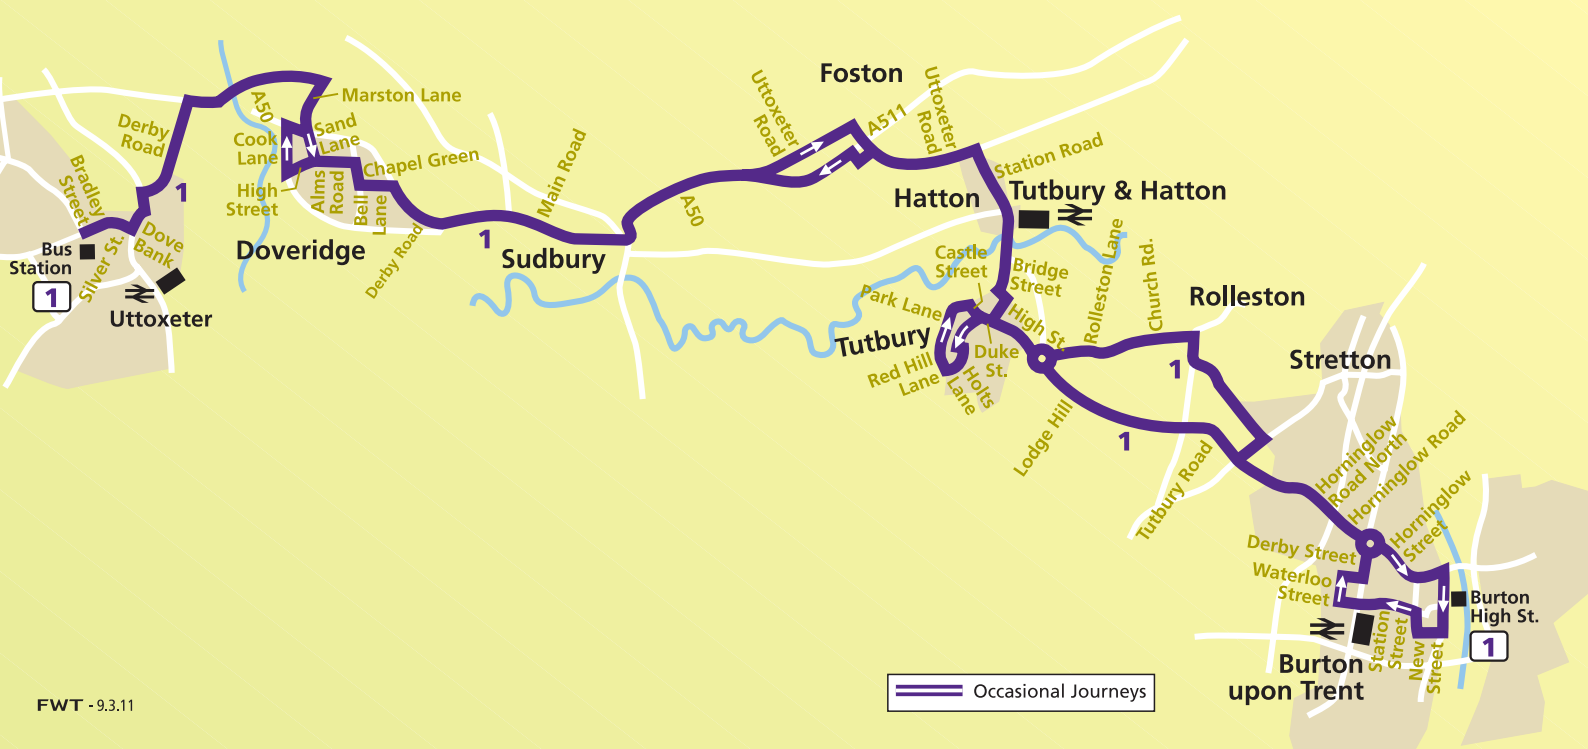 Derby
Road
Bradley
Street
1
Bus
Station
1
Silver St.
Dove
Bank
Uttoxeter
A50
Marston Lane
Cook
Lane
Sand
Lane
High
Street
Alms
Road
Bell
Lane
Chapel Green
Doveridge
Derby Road
1
Main Road
Sudbury
A50
Uttoxeter
Road
Foston
A511
Uttoxeter
Road
Station Road
Hatton
Tutbury & Hatton
Castle
Street
Bridge
Street
Park Lane
High St.
Tutbury
Red Hill
Lane
Holts
Lane
Duke
St.
Rolleston Lane
Church Rd.
Rolleston
1
Lodge Hill
1
Tutbury Road
Stretton
Horninglow
Road North
Horninglow Road
Horninglow
Street
Derby Street
Waterloo
Street
Burton
High St.
1
Station
Street
New
Street
Burton
upon Trent
Occasional Journeys
FWT - 9.3.11